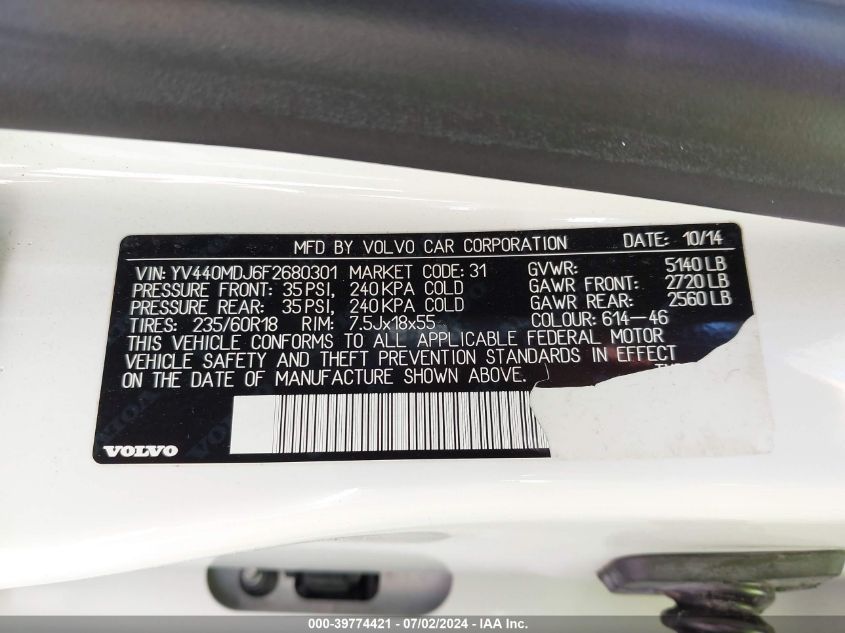 MFD BY VOLVO CAR CORPORATION DATE: 10/14
VIN: YV440MDJ6F2680301 MARKET CODE: 31 GVWR: 5140 LB
PRESSURE FRONT: 35 PSI, 240 KPA COLD GAWR FRONT: 2720 LB
PRESSURE REAR: 35 PSI, 240 KPA COLD GAWR REAR: 2560 LB
TIRES: 235/60R18 RIM: 7.5Jx18x55 COLOUR: 614-46
THIS VEHICLE CONFORMS TO ALL APPLICABLE FEDERAL MOTOR
VEHICLE SAFETY AND THEFT PREVENTION STANDARDS IN EFFECT
ON THE DATE OF MANUFACTURE SHOWN ABOVE.
VOLVO
000-39774421 - 07/02/2024 - IAA Inc.